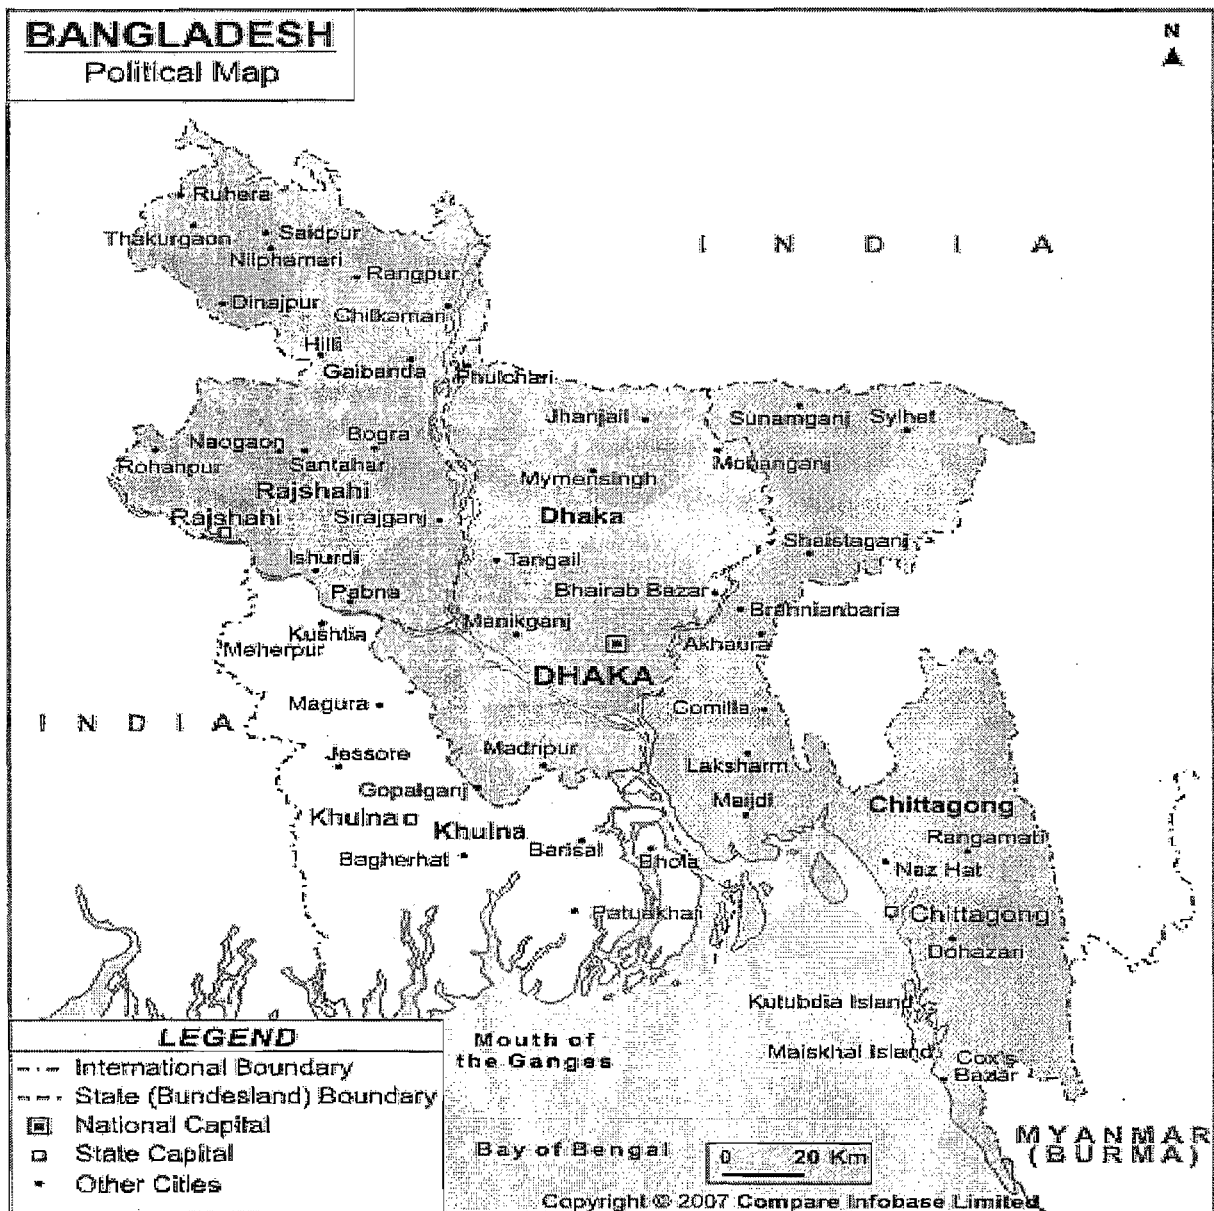 BANGLADESH
Political Map
N
Ruhera
Thakurgaon
Saidpur
Nilphamari
Rangpur
I N D I A
Dinajpur
Chilkamari
Hilli
Gaibanda
Phulchari
Jhanjail
Sunamganj
Sylhet
Naogaon
Bogra
Rohanpur
Santahar
Mohanganj
Mymensingh
Rajshahi
Rajshahi
Sirajganj
Dhaka
Shaistaganj
Ishurdi
Tangail
Pabna
Bhairab Bazar
Brahnianbaria
Manikganj
Kushtia
Meherpur
Akhaura
DHAKA
Magura
Comilla
I N D I A
Jessore
Madripur
Laksharm
Gopalganj
Maijdi
Chittagong
Khulna
Khulna
Rangamati
Bagherhat
Barisal
Bhola
Naz Hat
Patuakhali
Chittagong
Dohazari
Kutubdia Island
Maiskhal Island
Cox's
Bazar
Mouth of
the Ganges
LEGEND
International Boundary
State (Bundesland) Boundary
National Capital
State Capital
Other Cities
Bay of Bengal
0 20 Km
MYANMAR
(BURMA)
Copyright © 2007 Compare Infobase Limited